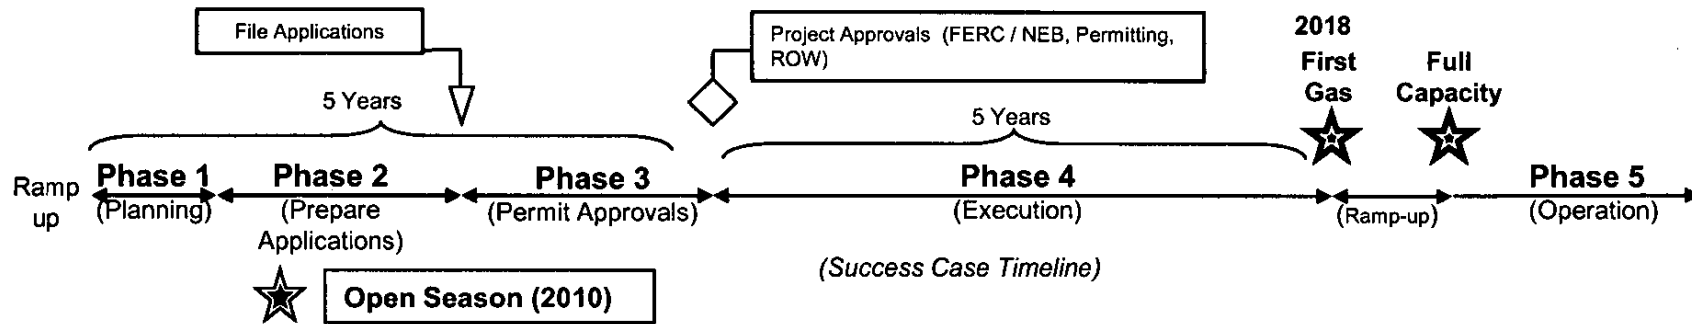 File Applications
Project Approvals (FERC / NEB, Permitting,
ROW)
2018
First
Gas
Full
Capacity
5 Years
5 Years
Ramp
up
Phase 1
(Planning)
Phase 2
(Prepare
Applications)
Phase 3
(Permit Approvals)
Phase 4
(Execution)
(Ramp-up)
Phase 5
(Operation)
(Success Case Timeline)
Open Season (2010)